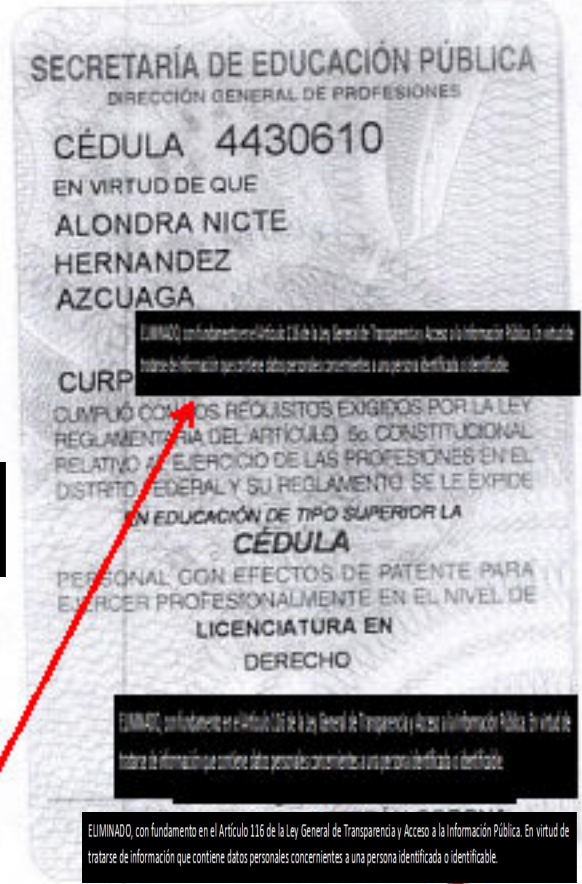 SECRETARÍA DE EDUCACIÓN PÚBLICA
DIRECCIÓN GENERAL DE PROFESIONES
CÉDULA 4430610
EN VIRTUD DE QUE
ALONDRA NICTE
HERNANDEZ
AZCUAGA
ELIMINADO, con fundamento en el Artículo 116 de la Ley General de Transparencia y Acceso a la Información Pública. En virtud de
tratarse de información que contiene datos personales concernientes a una persona identificada o identificable.
CURP
CUMPLIÓ CON LOS REQUISITOS EXIGIDOS POR LA LEY
REGLAMENTARIA DEL ARTÍCULO 5o. CONSTITUCIONAL
RELATIVO AL EJERCICIO DE LAS PROFESIONES EN EL
DISTRITO FEDERAL Y SU REGLAMENTO SE LE EXPIDE
EN EDUCACIÓN DE TIPO SUPERIOR LA
CÉDULA
PERSONAL CON EFECTOS DE PATENTE PARA
EJERCER PROFESIONALMENTE EN EL NIVEL DE
LICENCIATURA EN
DERECHO
ELIMINADO, con fundamento en el Artículo 116 de la Ley General de Transparencia y Acceso a la Información Pública. En virtud de
tratarse de información que contiene datos personales concernientes a una persona identificada o identificable.
ELIMINADO, con fundamento en el Artículo 116 de la Ley General de Transparencia y Acceso a la Información Pública. En virtud de
tratarse de información que contiene datos personales concernientes a una persona identificada o identificable.